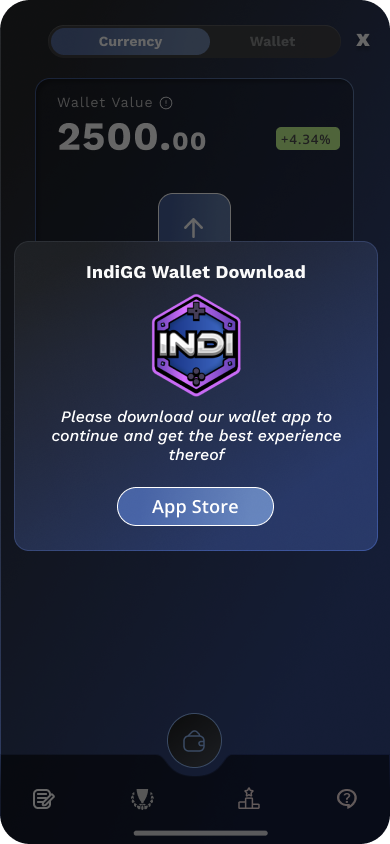 Currency
Wallet
X
Wallet Value
2500.00
+4.34%
IndiGG Wallet Download
INDI
Please download our wallet app to
continue and get the best experience
thereof
App Store